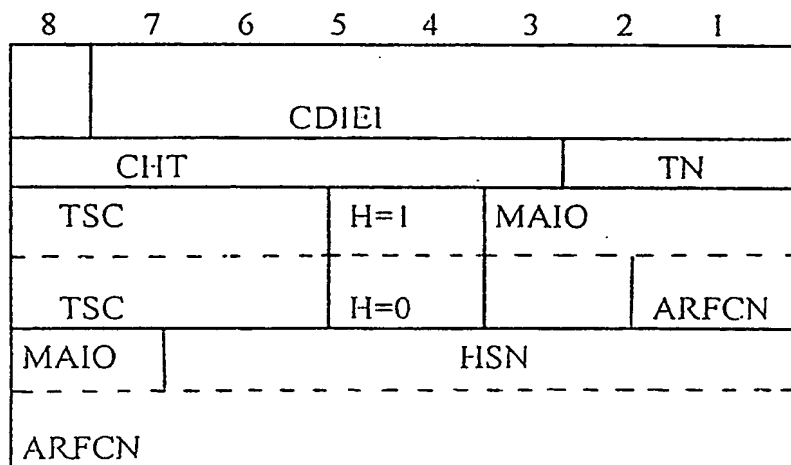 8 7 6 5 4 3 2 1
CDIEI
CHT TN
TSC H=1 MAIO
TSC H=0 ARFCN
MAIO HSN
ARFCN